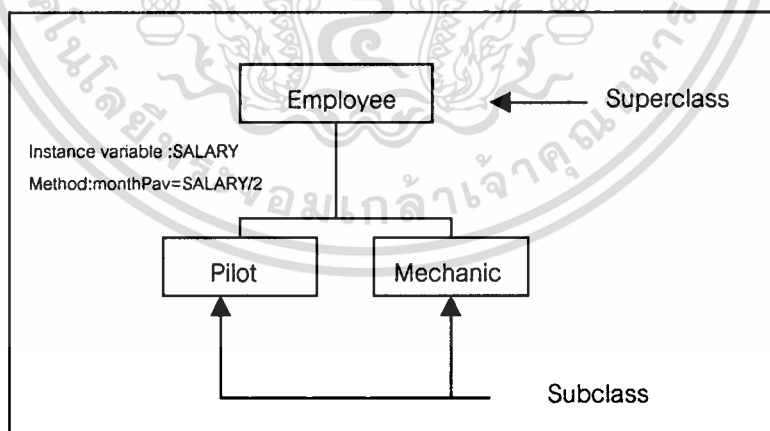 Employee
Superclass
Instance variable :SALARY
Method:monthPav=SALARY/2
Pilot
Mechanic
Subclass